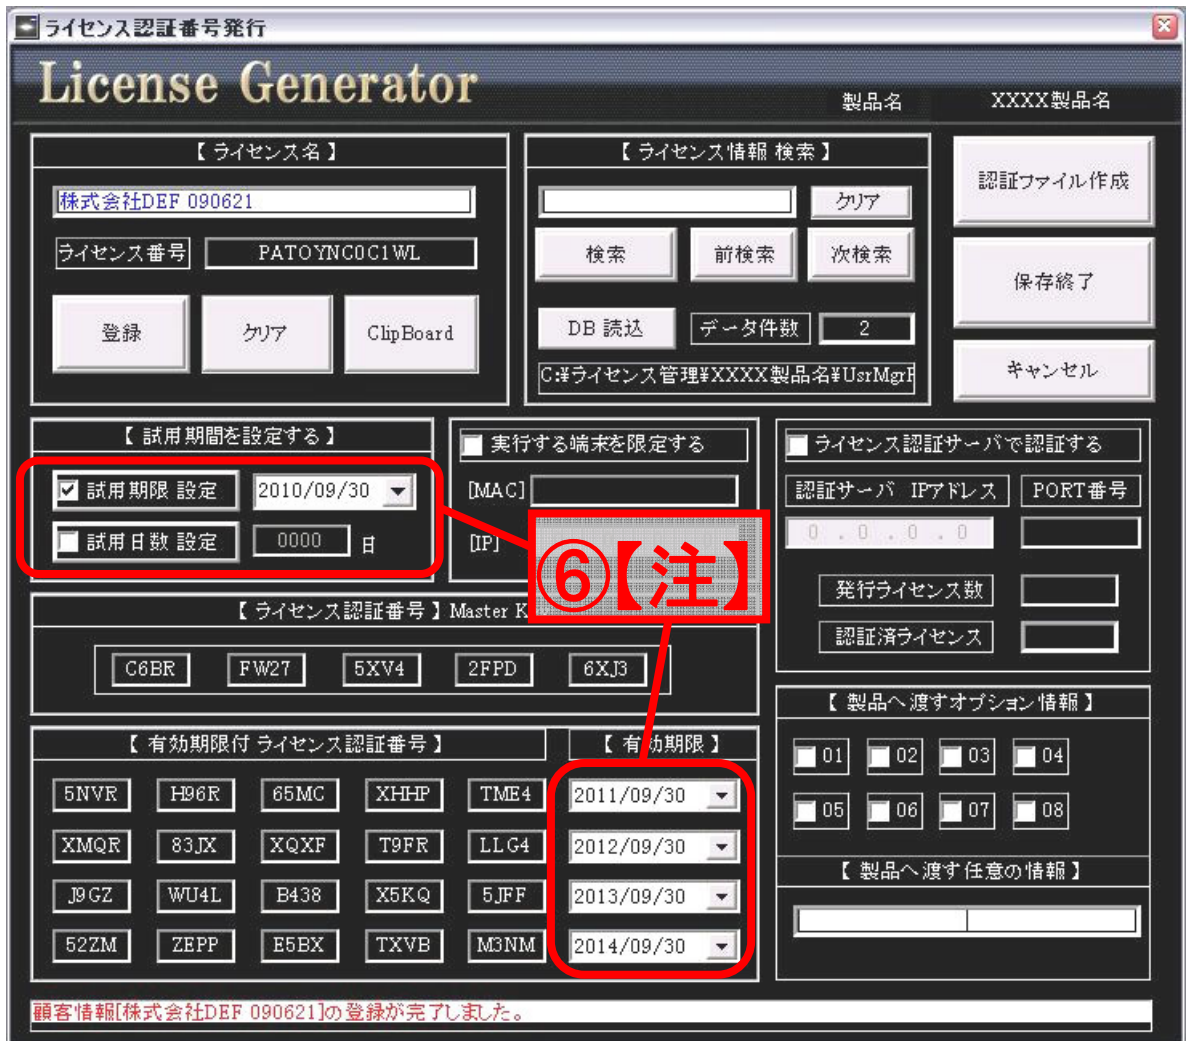 ライセンス認証番号発行
License Generator
製品名 XXXX製品名
【 ライセンス名 】
株式会社DEF 090621
ライセンス番号 PATOYNC0C1WL
登録 クリア ClipBoard
【 ライセンス情報 検索 】
クリア
検索 前検索 次検索
DB 読込 データ件数 2
C:¥ライセンス管理¥XXXX製品名¥UsrMgrF
認証ファイル作成
保存終了
キャンセル
【 試用期間を設定する 】
試用期限 設定 2010/09/30
試用日数 設定 0000 日
実行する端末を限定する
[MAC]
[IP]
⑥【注】
ライセンス認証サーバで認証する
認証サーバ IPアドレス PORT番号
0 . 0 . 0 . 0
発行ライセンス数
認証済ライセンス
【 ライセンス認証番号 】Master K
C6BR FW27 5XV4 2FPD 6XJ3
【 有効期限付 ライセンス認証番号 】 【 有効期限 】
5NVR H96R 65MC XHHP TME4 2011/09/30
XMQR 83JX XQXF T9FR LLG4 2012/09/30
J9GZ WU4L B438 X5KQ 5JFF 2013/09/30
52ZM ZEPP E5BX TXVB M3NM 2014/09/30
【 製品へ渡すオプション情報 】
01 02 03 04
05 06 07 08
【 製品へ渡す任意の情報 】
顧客情報[株式会社DEF 090621]の登録が完了しました。